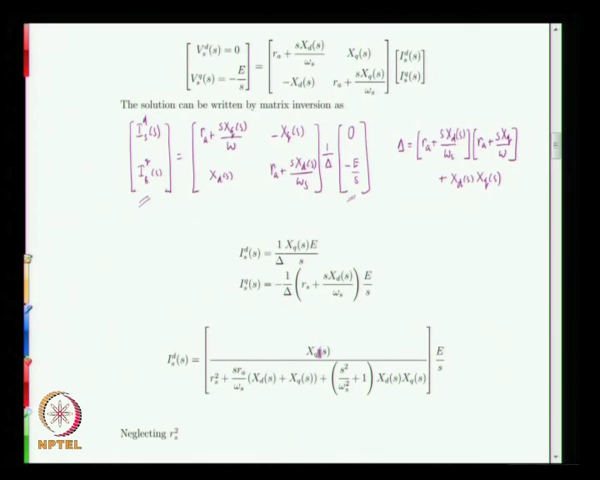 [V_s^d(s) = 0; V_s^q(s) = -E/s] = [r_a + sX_d(s)/ω_s, X_q(s); -X_d(s), r_a + sX_q(s)/ω_s] [I_s^d(s); I_s^q(s)]
The solution can be written by matrix inversion as
[I_s^d(s); I_s^q(s)] = [r_a + sX_q(s)/ω, -X_q(s); X_d(s), r_a + sX_d(s)/ω_s] 1/Δ [0; -E/s]
Δ = [r_a + sX_d(s)/ω_s][r_a + sX_q/ω]
+ X_d(s) X_q(s)
I_s^d(s) = 1/Δ X_q(s)E/s
I_s^q(s) = -1/Δ (r_s + sX_d(s)/ω_s) E/s
I_s^d(s) = [X_q(s) / (r_s^2 + sr_a/ω_s (X_d(s) + X_q(s)) + (s^2/ω_s^2 + 1) X_d(s)X_q(s))] E/s
Neglecting r_s^2
NPTEL